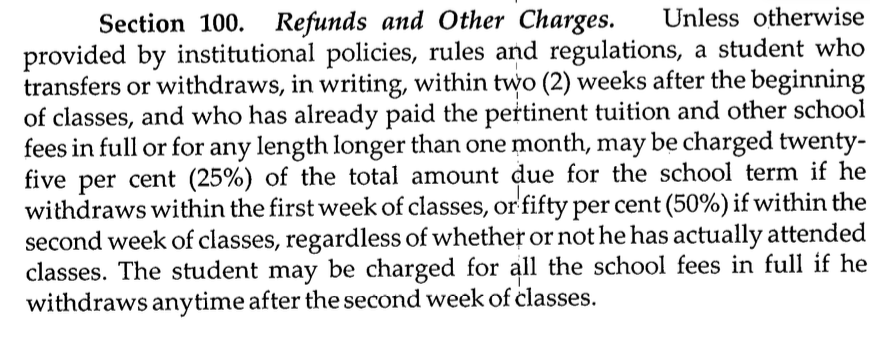 Section 100. Refunds and Other Charges. Unless otherwise
provided by institutional policies, rules and regulations, a student who
transfers or withdraws, in writing, within two (2) weeks after the beginning
of classes, and who has already paid the pertinent tuition and other school
fees in full or for any length longer than one month, may be charged twenty-
five per cent (25%) of the total amount due for the school term if he
withdraws within the first week of classes, or fifty per cent (50%) if within the
second week of classes, regardless of whether or not he has actually attended
classes. The student may be charged for all the school fees in full if he
withdraws anytime after the second week of classes.